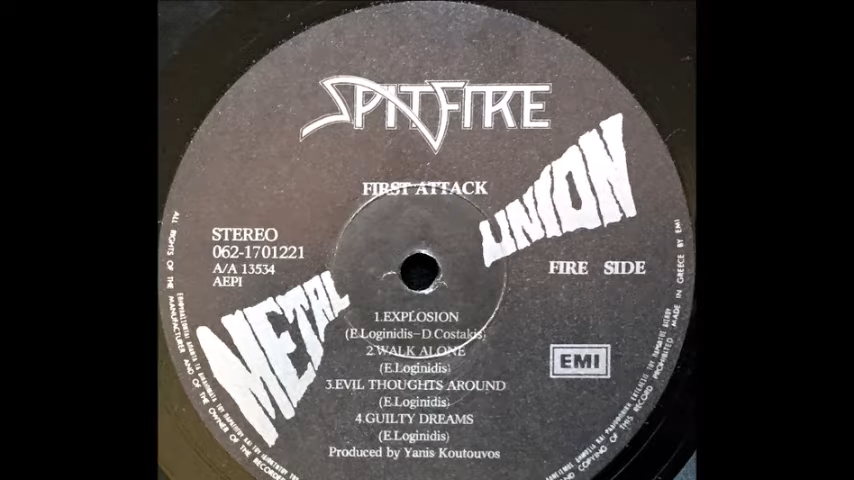 SPITFIRE
FIRST ATTACK
METAL UNION
STEREO
062-1701221
A/A 13534
AEPI
FIRE SIDE
1.EXPLOSION
(E.Loginidis-D.Costakis)
2.WALK ALONE
(E.Loginidis)
3.EVIL THOUGHTS AROUND
(E.Loginidis)
4.GUILTY DREAMS
(E.Loginidis)
Produced by Yanis Koutouvos
EMI
ALL RIGHTS OF THE MANUFACTURER AND OF THE OWNER OF THE RECORDED
COPYING OF THIS RECORD PROHIBITED. MADE IN GREECE BY EMI